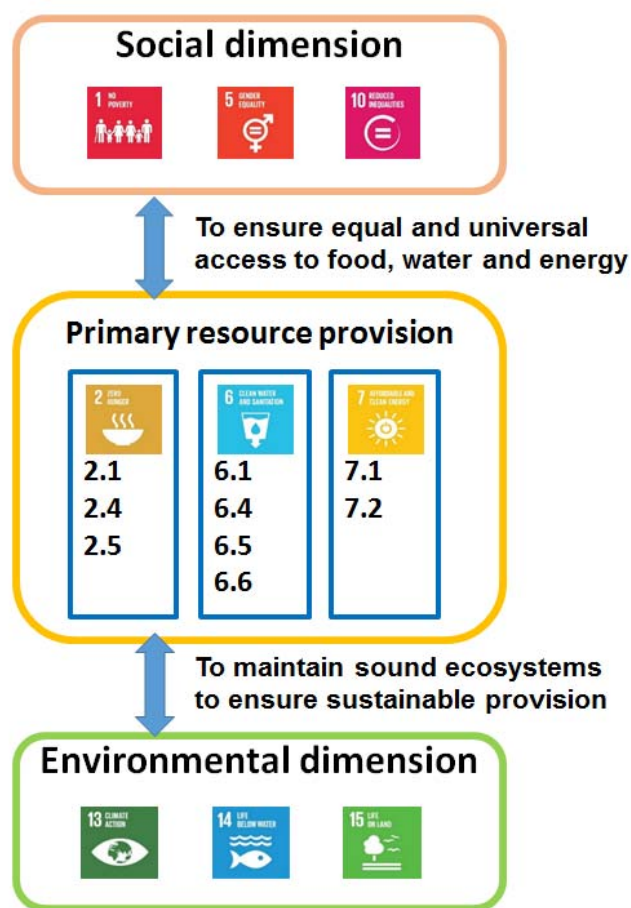 Social dimension
1 NO POVERTY
5 GENDER EQUALITY
10 REDUCED INEQUALITIES
To ensure equal and universal
access to food, water and energy
Primary resource provision
2 ZERO HUNGER
6 CLEAN WATER AND SANITATION
7 AFFORDABLE AND CLEAN ENERGY
2.1
2.4
2.5
6.1
6.4
6.5
6.6
7.1
7.2
To maintain sound ecosystems
to ensure sustainable provision
Environmental dimension
13 CLIMATE ACTION
14 LIFE BELOW WATER
15 LIFE ON LAND